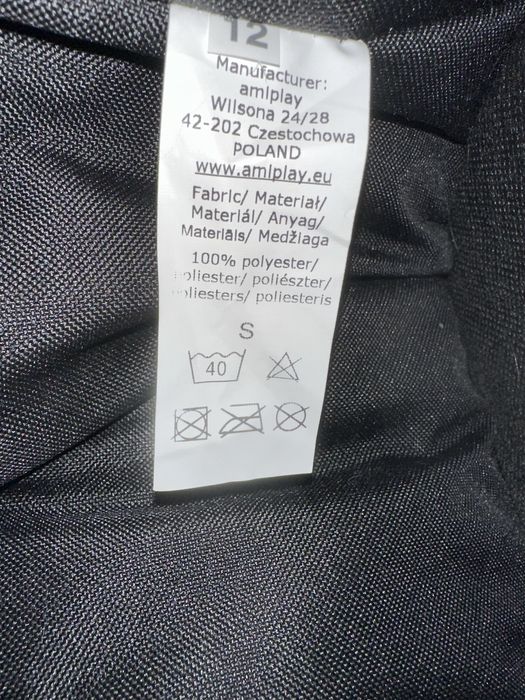 12
Manufacturer:
amiplay
Wilsona 24/28
42-202 Czestochowa
POLAND
www.amiplay.eu
Fabric/ Materiał/
Materiál/ Anyag/
Materiāls/ Medžiaga
100% polyester/
poliester/ poliészter/
poliesters/ poliesteris
S
40